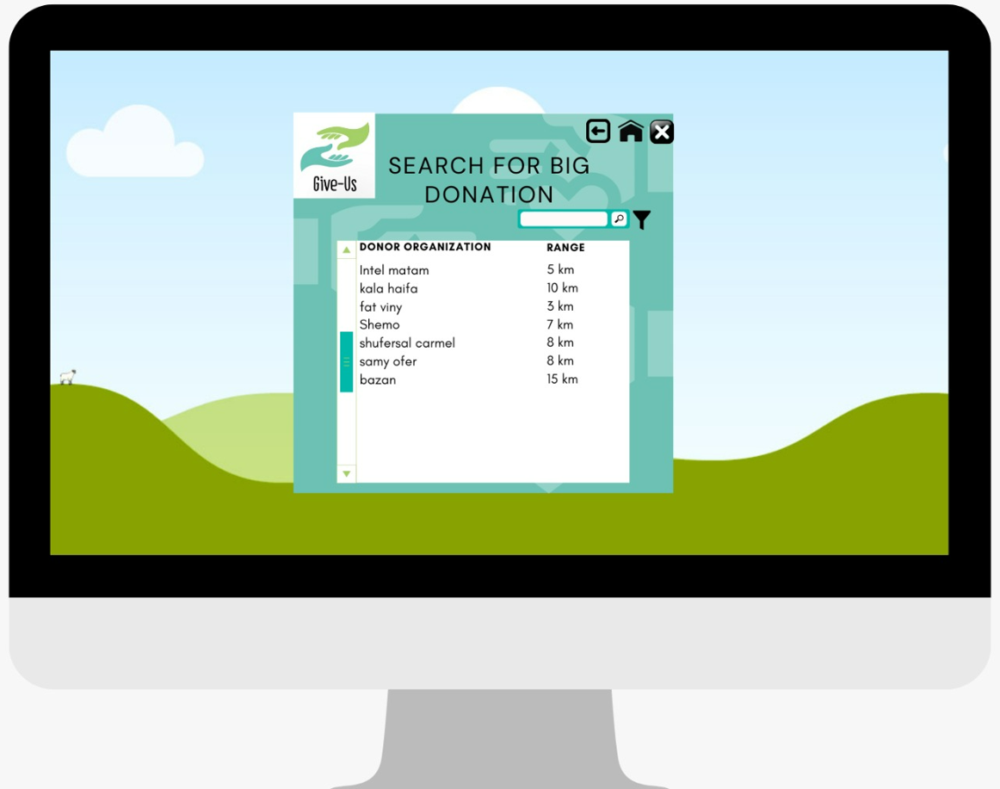 Give-Us
SEARCH FOR BIG
DONATION
DONOR ORGANIZATION RANGE
Intel matam 5 km
kala haifa 10 km
fat viny 3 km
Shemo 7 km
shufersal carmel 8 km
samy ofer 8 km
bazan 15 km